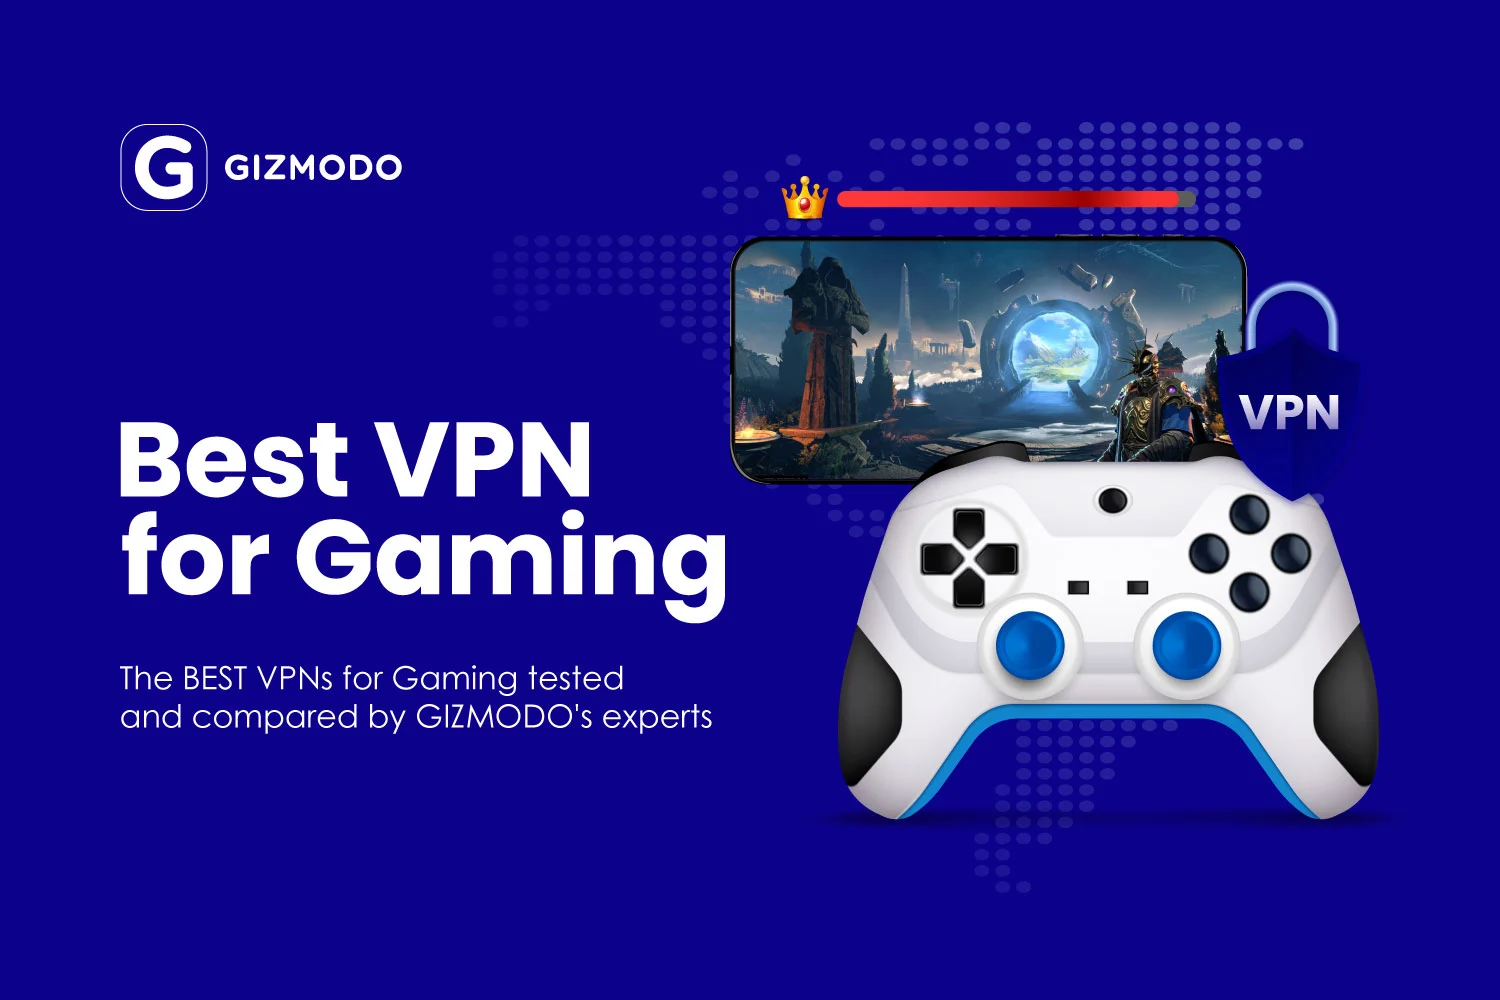 G GIZMODO
Best VPN
for Gaming
The BEST VPNs for Gaming tested
and compared by GIZMODO's experts
VPN